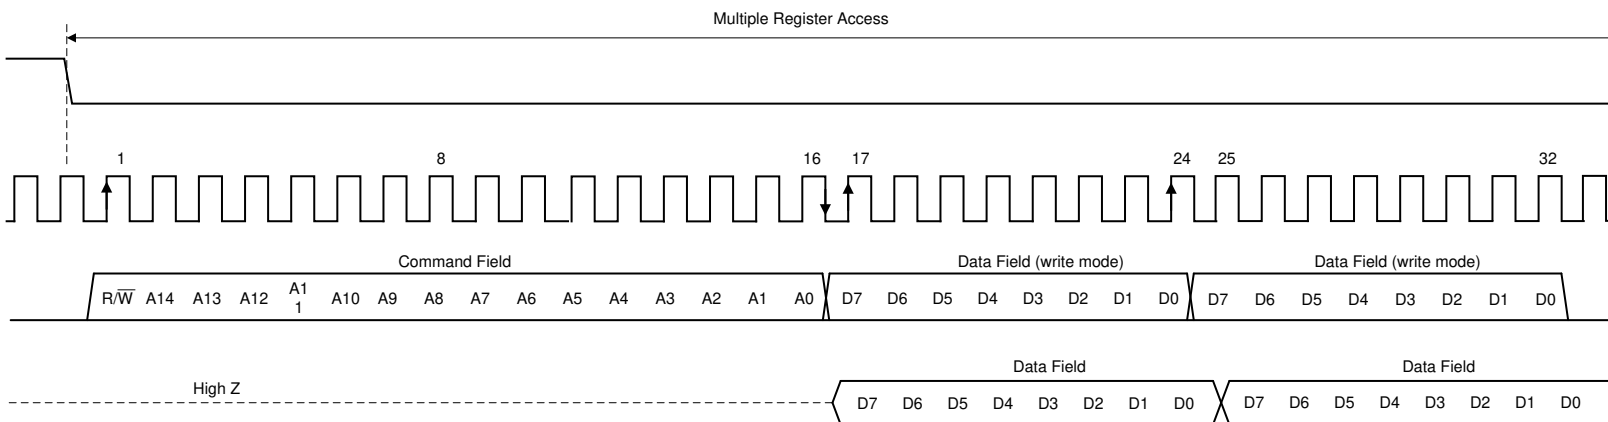 Multiple Register Access
1 8 16 17 24 25 32
Command Field Data Field (write mode) Data Field (write mode)
R/W̅ A14 A13 A12 A11 A10 A9 A8 A7 A6 A5 A4 A3 A2 A1 A0 D7 D6 D5 D4 D3 D2 D1 D0 D7 D6 D5 D4 D3 D2 D1 D0
Data Field Data Field
High Z
D7 D6 D5 D4 D3 D2 D1 D0 D7 D6 D5 D4 D3 D2 D1 D0